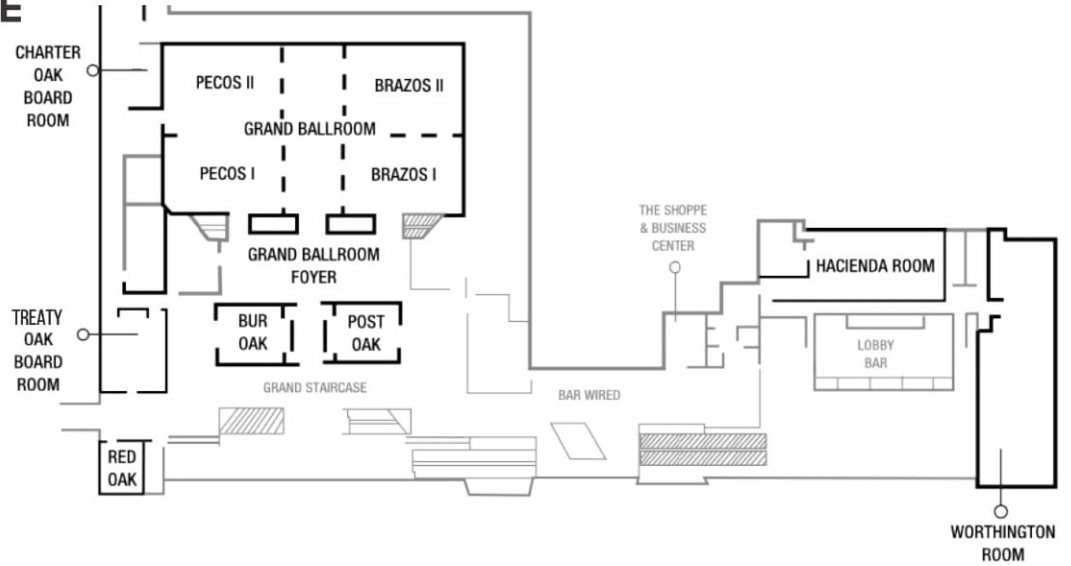 E
CHARTER
OAK
BOARD
ROOM
PECOS II
BRAZOS II
GRAND BALLROOM
PECOS I
BRAZOS I
GRAND BALLROOM
FOYER
THE SHOPPE
& BUSINESS
CENTER
HACIENDA ROOM
TREATY
OAK
BOARD
ROOM
BUR
OAK
POST
OAK
LOBBY
BAR
GRAND STAIRCASE
BAR WIRED
RED
OAK
WORTHINGTON
ROOM